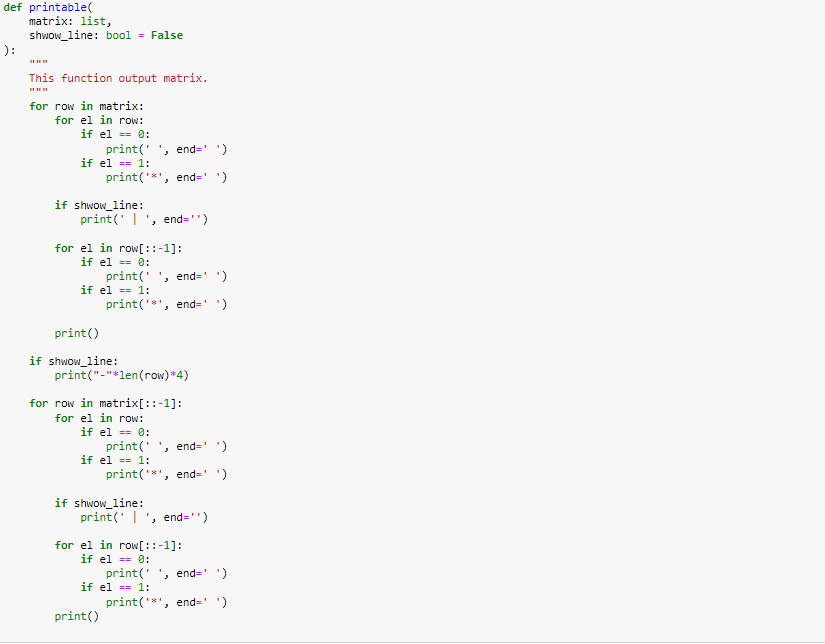 def printable(
    matrix: list,
    shwow_line: bool = False
):
    """
    This function output matrix.
    """
    for row in matrix:
        for el in row:
            if el == 0:
                print(' ', end=' ')
            if el == 1:
                print('*', end=' ')

        if shwow_line:
            print(' | ', end='')

        for el in row[::-1]:
            if el == 0:
                print(' ', end=' ')
            if el == 1:
                print('*', end=' ')

        print()

    if shwow_line:
        print("-"*len(row)*4)

    for row in matrix[::-1]:
        for el in row:
            if el == 0:
                print(' ', end=' ')
            if el == 1:
                print('*', end=' ')

        if shwow_line:
            print(' | ', end='')

        for el in row[::-1]:
            if el == 0:
                print(' ', end=' ')
            if el == 1:
                print('*', end=' ')
        print()